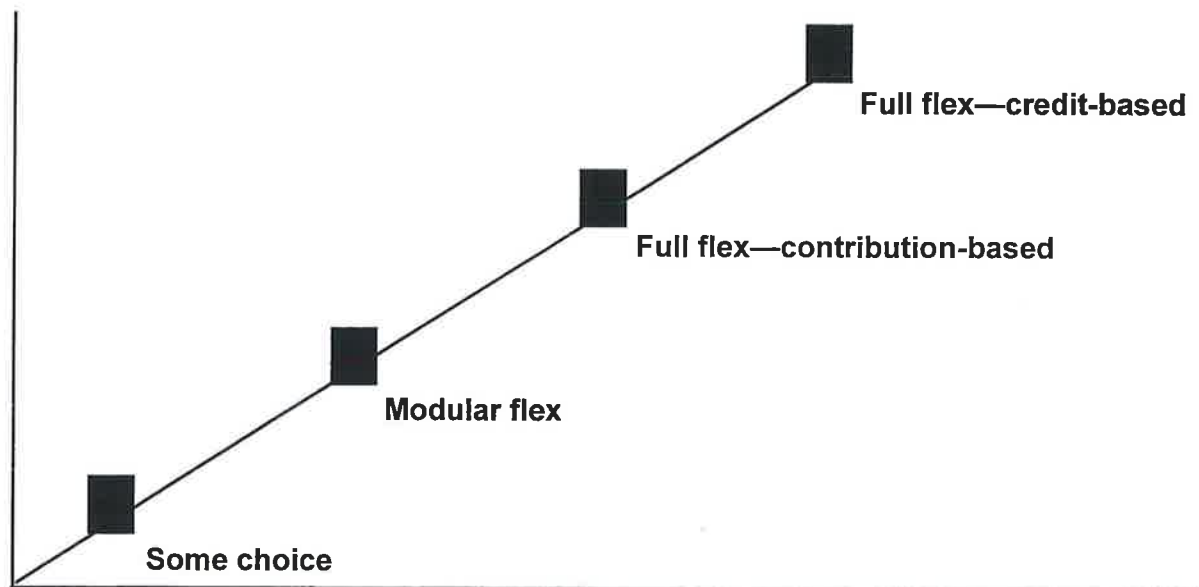 Full flex—credit-based
Full flex—contribution-based
Modular flex
Some choice